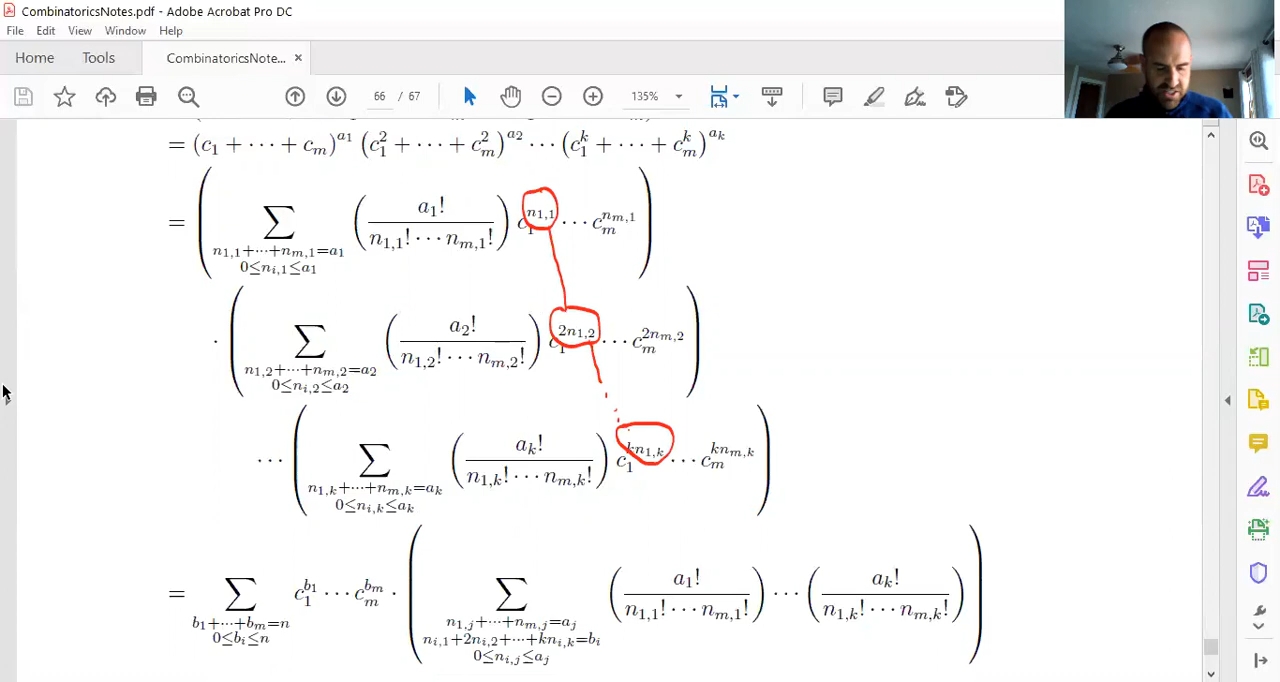 CombinatoricsNotes.pdf - Adobe Acrobat Pro DC
File Edit View Window Help
Home Tools CombinatoricsNote... ×
66 / 67 135%
= (c_1 + ⋯ + c_m)^{a_1} (c_1^2 + ⋯ + c_m^2)^{a_2} ⋯ (c_1^k + ⋯ + c_m^k)^{a_k}
= ( ∑_{n_{1,1}+⋯+n_{m,1}=a_1, 0≤n_{i,1}≤a_1} ( a_1! / n_{1,1}! ⋯ n_{m,1}! ) c_1^{n_{1,1}} ⋯ c_m^{n_{m,1}} )
· ( ∑_{n_{1,2}+⋯+n_{m,2}=a_2, 0≤n_{i,2}≤a_2} ( a_2! / n_{1,2}! ⋯ n_{m,2}! ) c_1^{2n_{1,2}} ⋯ c_m^{2n_{m,2}} )
⋯ ( ∑_{n_{1,k}+⋯+n_{m,k}=a_k, 0≤n_{i,k}≤a_k} ( a_k! / n_{1,k}! ⋯ n_{m,k}! ) c_1^{kn_{1,k}} ⋯ c_m^{kn_{m,k}} )
= ∑_{b_1+⋯+b_m=n, 0≤b_i≤n} c_1^{b_1} ⋯ c_m^{b_m} · ( ∑_{n_{1,j}+⋯+n_{m,j}=a_j, n_{i,1}+2n_{i,2}+⋯+kn_{i,k}=b_i, 0≤n_{i,j}≤a_j} ( a_1! / n_{1,1}! ⋯ n_{m,1}! ) ⋯ ( a_k! / n_{1,k}! ⋯ n_{m,k}! ) )